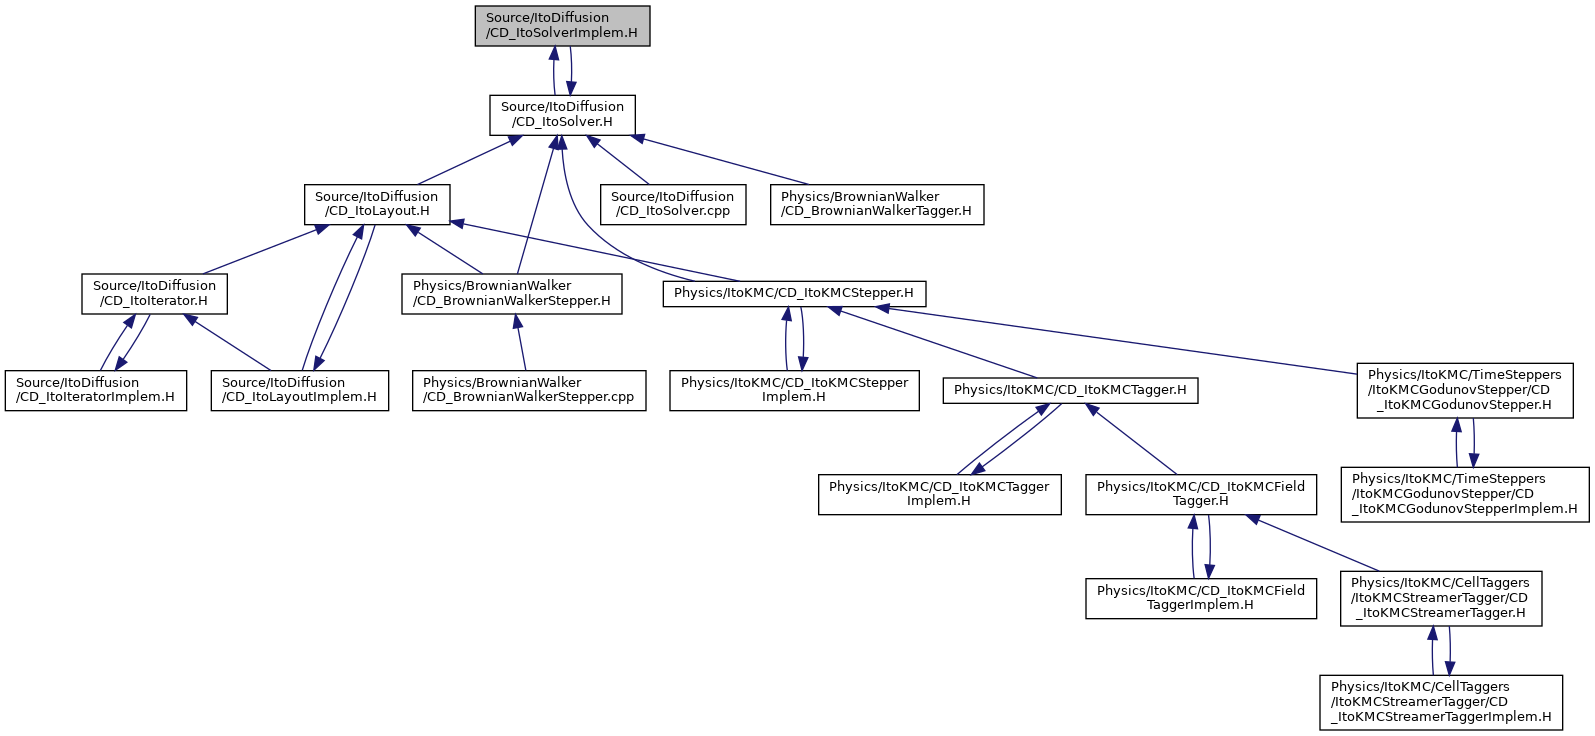 Source/ItoDiffusion
/CD_ItoSolverImplem.H
Source/ItoDiffusion
/CD_ItoSolver.H
Source/ItoDiffusion
/CD_ItoLayout.H
Source/ItoDiffusion
/CD_ItoSolver.cpp
Physics/BrownianWalker
/CD_BrownianWalkerTagger.H
Source/ItoDiffusion
/CD_ItoIterator.H
Physics/BrownianWalker
/CD_BrownianWalkerStepper.H
Physics/ItoKMC/CD_ItoKMCStepper.H
Source/ItoDiffusion
/CD_ItoIteratorImplem.H
Source/ItoDiffusion
/CD_ItoLayoutImplem.H
Physics/BrownianWalker
/CD_BrownianWalkerStepper.cpp
Physics/ItoKMC/CD_ItoKMCStepper
Implem.H
Physics/ItoKMC/CD_ItoKMCTagger.H
Physics/ItoKMC/TimeSteppers
/ItoKMCGodunovStepper/CD
_ItoKMCGodunovStepper.H
Physics/ItoKMC/CD_ItoKMCTagger
Implem.H
Physics/ItoKMC/CD_ItoKMCField
Tagger.H
Physics/ItoKMC/TimeSteppers
/ItoKMCGodunovStepper/CD
_ItoKMCGodunovStepperImplem.H
Physics/ItoKMC/CD_ItoKMCField
TaggerImplem.H
Physics/ItoKMC/CellTaggers
/ItoKMCStreamerTagger/CD
_ItoKMCStreamerTagger.H
Physics/ItoKMC/CellTaggers
/ItoKMCStreamerTagger/CD
_ItoKMCStreamerTaggerImplem.H